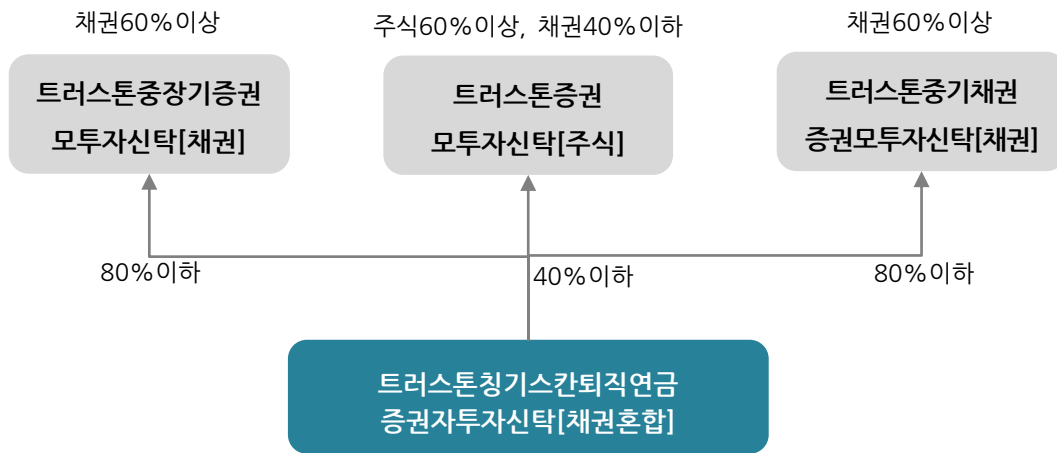 채권60%이상
주식60%이상, 채권40%이하
채권60%이상
트러스톤중장기증권
모투자신탁[채권]
트러스톤증권
모투자신탁[주식]
트러스톤중기채권
증권모투자신탁[채권]
80%이하
40%이하
80%이하
트러스톤칭기스칸퇴직연금
증권자투자신탁[채권혼합]